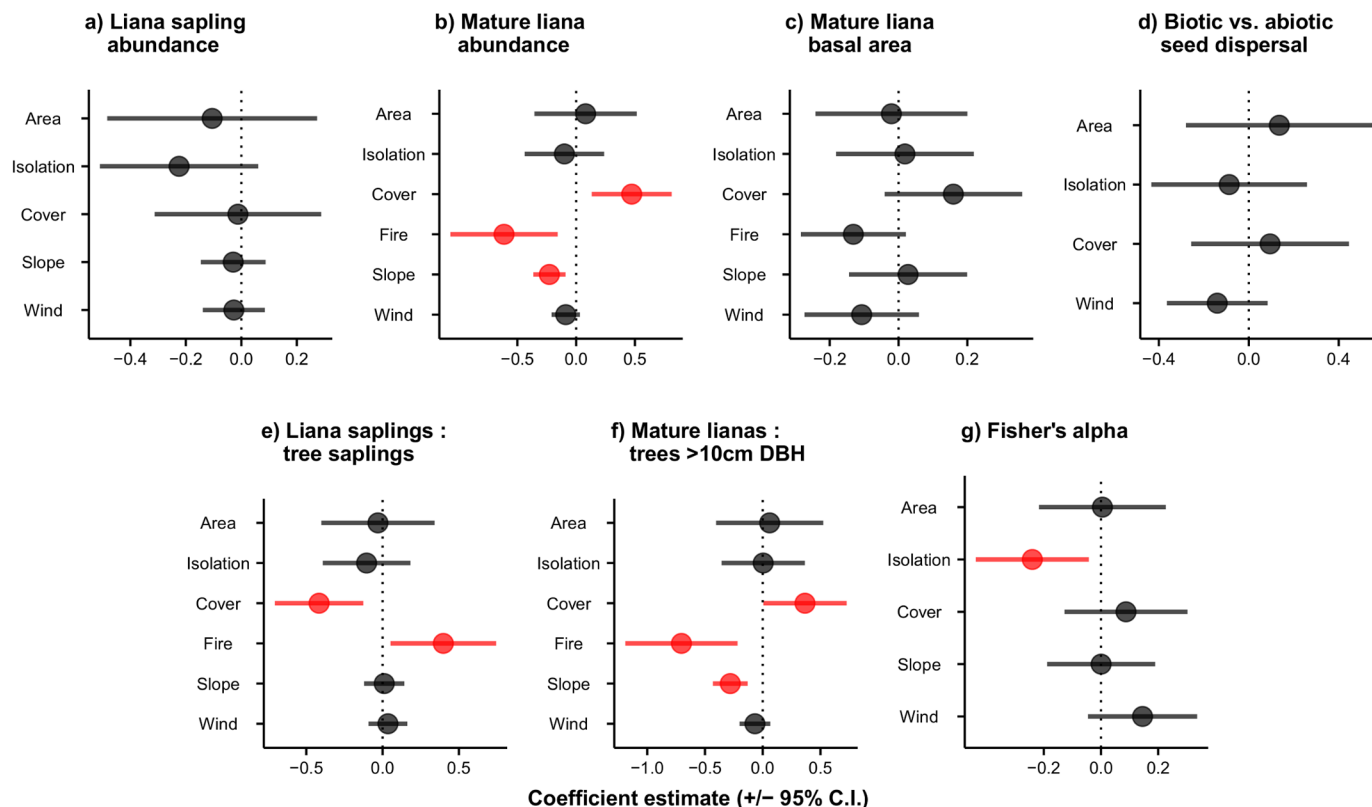 a) Liana sapling
abundance
Area
Isolation
Cover
Slope
Wind
−0.4
−0.2
0.0
0.2
b) Mature liana
abundance
Area
Isolation
Cover
Fire
Slope
Wind
−0.5
0.0
0.5
c) Mature liana
basal area
Area
Isolation
Cover
Fire
Slope
Wind
−0.2
0.0
0.2
d) Biotic vs. abiotic
seed dispersal
Area
Isolation
Cover
Wind
−0.4
0.0
0.4
e) Liana saplings :
tree saplings
Area
Isolation
Cover
Fire
Slope
Wind
−0.5
0.0
0.5
f) Mature lianas :
trees >10cm DBH
Area
Isolation
Cover
Fire
Slope
Wind
−1.0
−0.5
0.0
0.5
g) Fisher's alpha
Area
Isolation
Cover
Slope
Wind
−0.2
0.0
0.2
Coefficient estimate (+/− 95% C.I.)